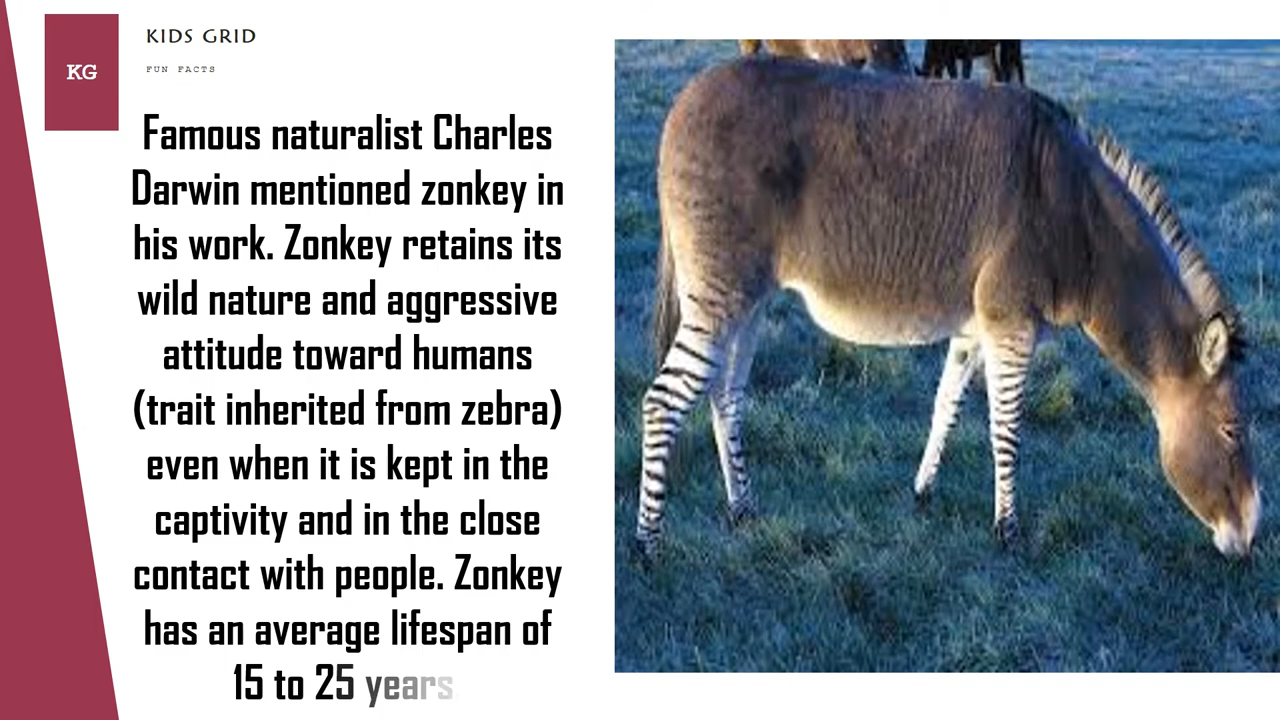 KG
KIDS GRID
FUN FACTS
Famous naturalist Charles
Darwin mentioned zonkey in
his work. Zonkey retains its
wild nature and aggressive
attitude toward humans
(trait inherited from zebra)
even when it is kept in the
captivity and in the close
contact with people. Zonkey
has an average lifespan of
15 to 25 years